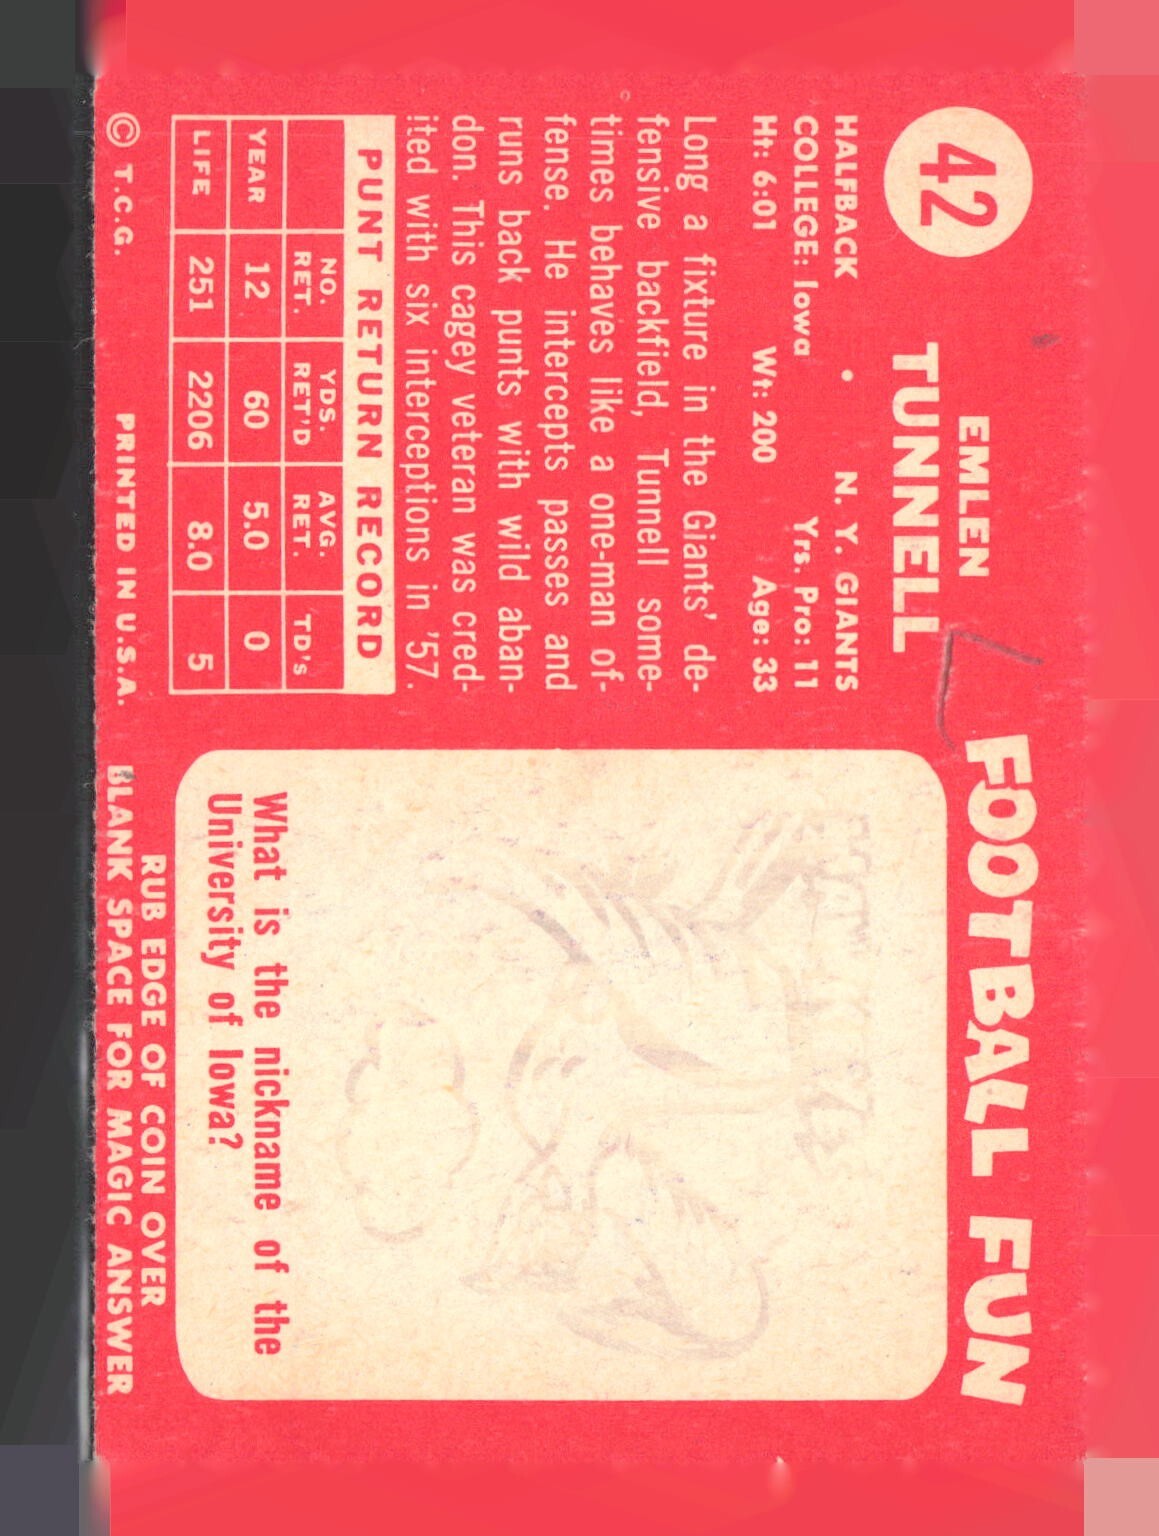 42
EMLEN
TUNNELL
HALFBACK • N. Y. GIANTS
COLLEGE: Iowa Yrs. Pro: 11
Ht: 6:01 Wt: 200 Age: 33
Long a fixture in the Giants' de-
fensive backfield, Tunnell some-
times behaves like a one-man of-
fense. He intercepts passes and
runs back punts with wild aban-
don. This cagey veteran was cred-
ited with six interceptions in '57.
PUNT RETURN RECORD
NO. RET. YDS. RET'D AVG. RET. TD's
YEAR 12 60 5.0 0
LIFE 251 2206 8.0 5
© T.C.G. PRINTED IN U.S.A.
FOOTBALL FUN
What is the nickname of the
University of Iowa?
RUB EDGE OF COIN OVER
BLANK SPACE FOR MAGIC ANSWER